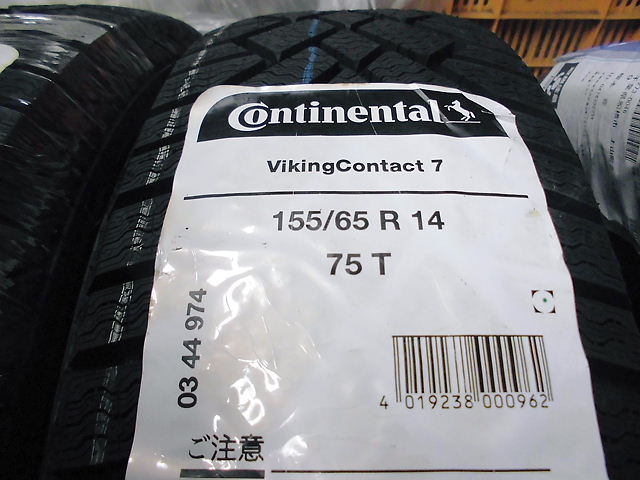 Continental
VikingContact 7
155/65 R 14
75 T
03 44 974
4 019238 000962
ご注意